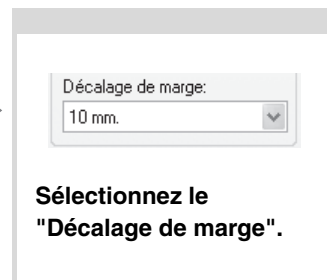 Décalage de marge:
10 mm.
Sélectionnez le
"Décalage de marge".